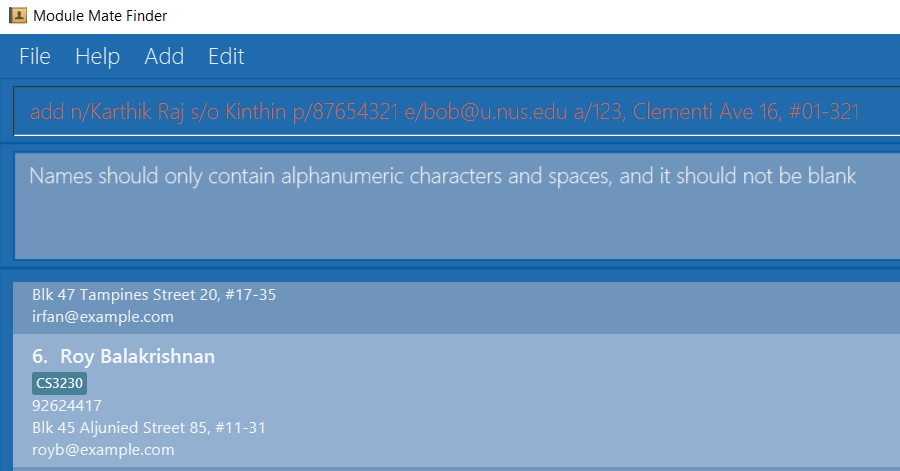 Module Mate Finder
File Help Add Edit
add n/Karthik Raj s/o Kinthin p/87654321 e/bob@u.nus.edu a/123, Clementi Ave 16, #01-321
Names should only contain alphanumeric characters and spaces, and it should not be blank
Blk 47 Tampines Street 20, #17-35
irfan@example.com
6. Roy Balakrishnan
CS3230
92624417
Blk 45 Aljunied Street 85, #11-31
royb@example.com